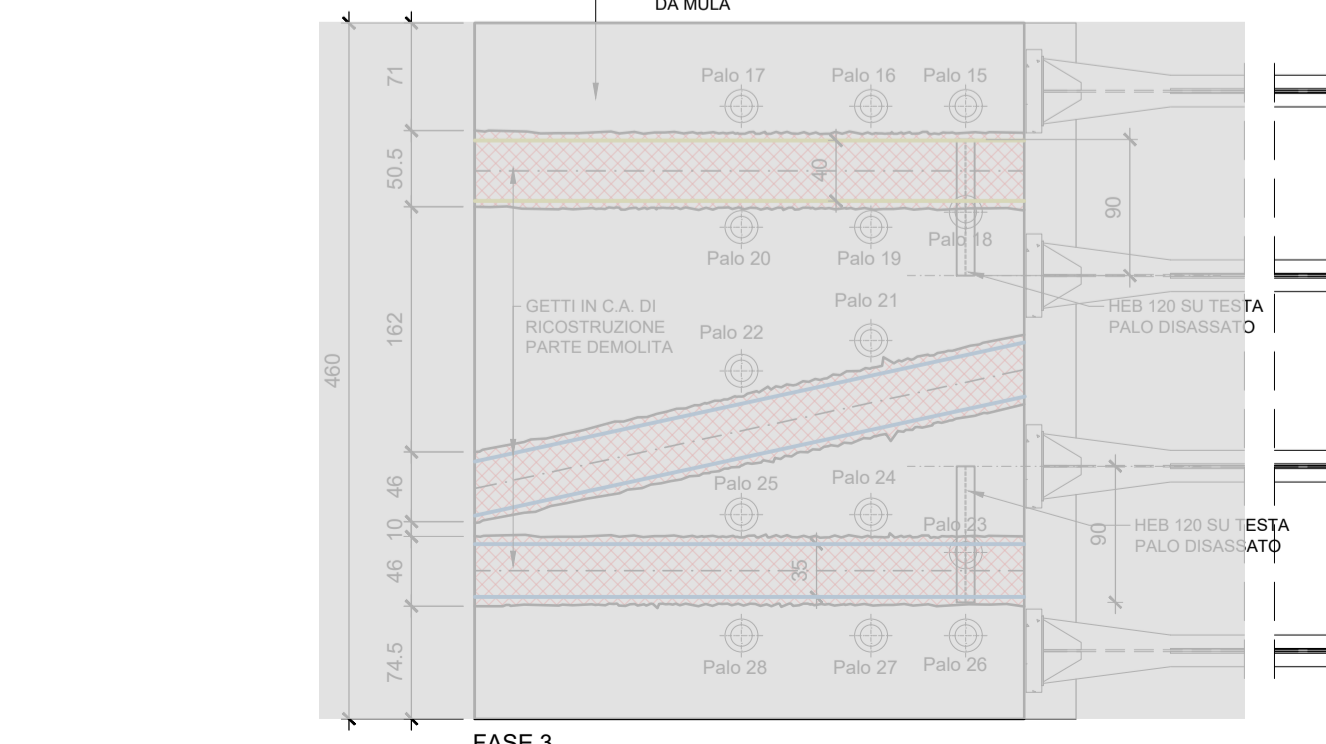 DA MULA
71
Palo 17
Palo 16
Palo 15
50.5
40
90
Palo 18
Palo 20
Palo 19
Palo 21
GETTI IN C.A. DI
RICOSTRUZIONE
PARTE DEMOLITA
HEB 120 SU TESTA
PALO DISASSATO
162
Palo 22
460
Palo 24
Palo 25
46
10
Palo 23
90
HEB 120 SU TESTA
PALO DISASSATO
46
35
74.5
Palo 28
Palo 27
Palo 26
FASE 3